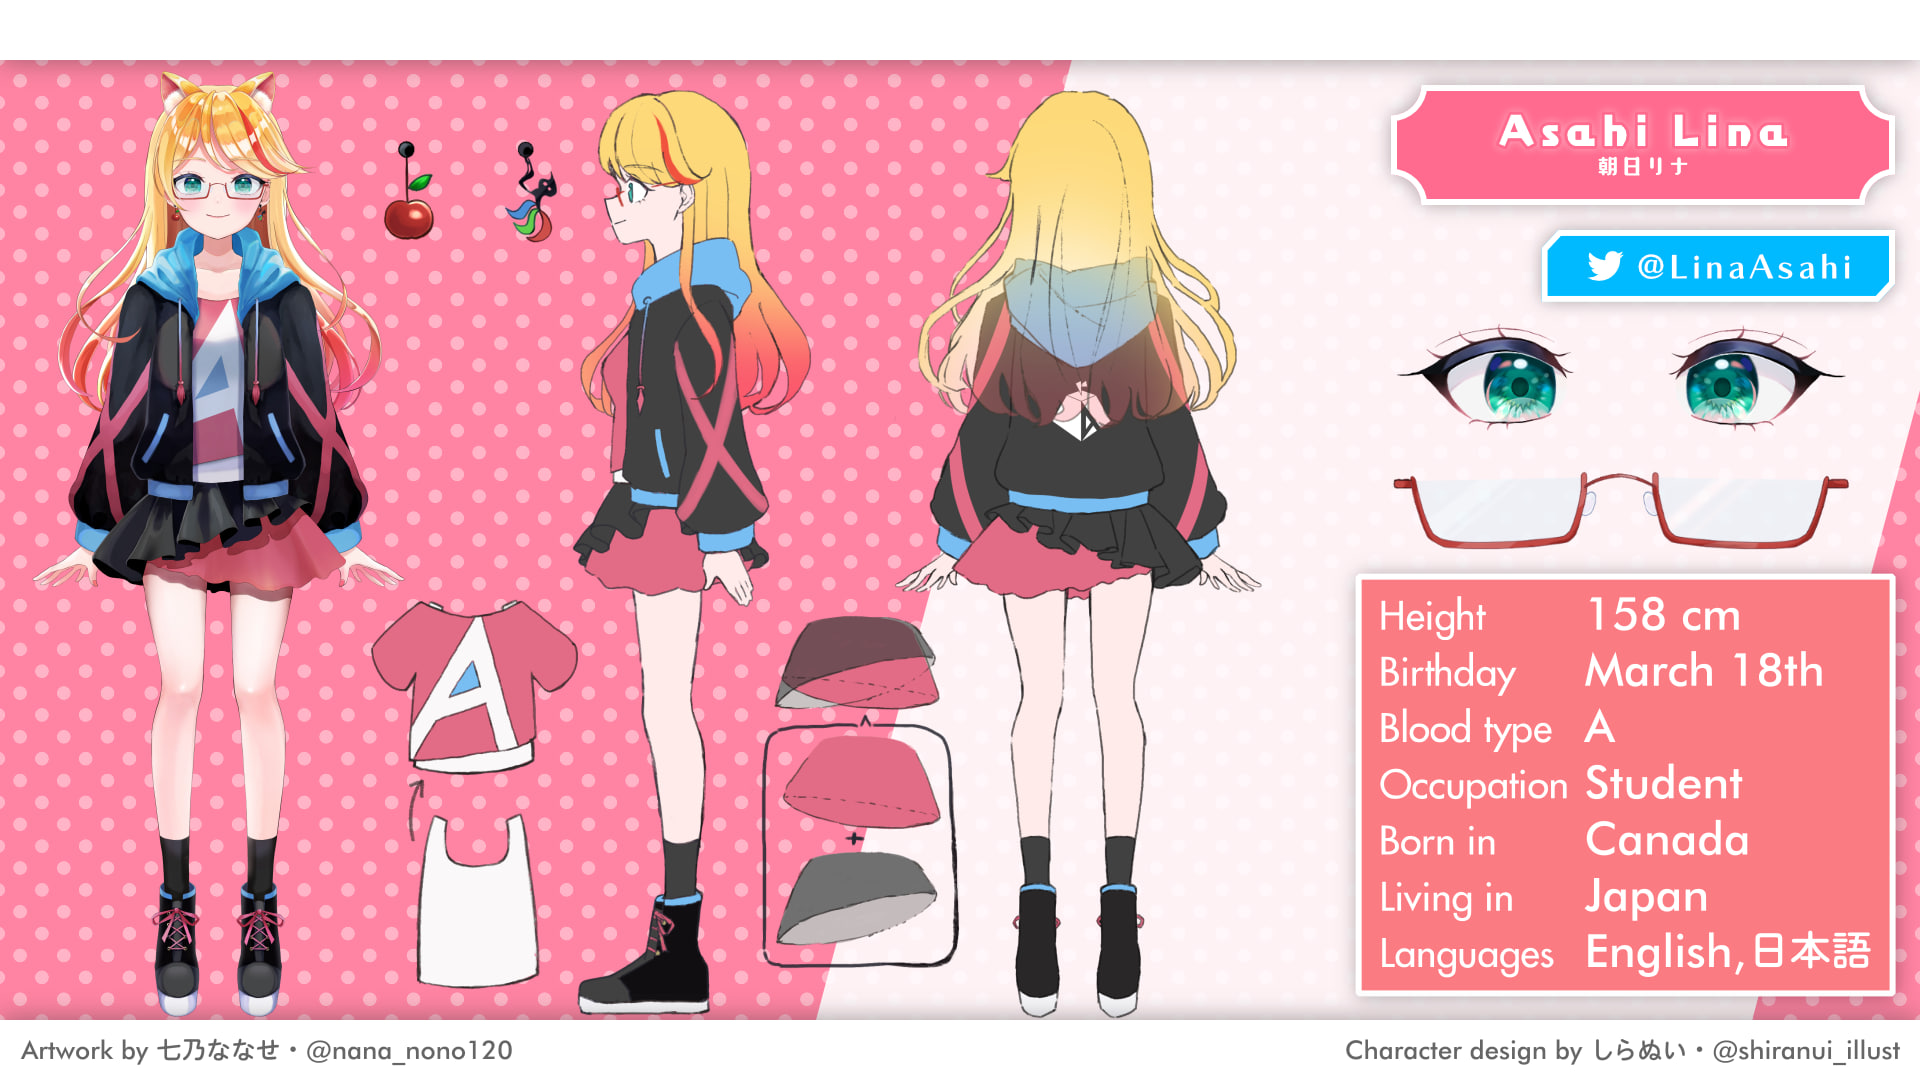 Asahi Lina
朝日リナ
@LinaAsahi
A
Height 158 cm
Birthday March 18th
Blood type A
Occupation Student
Born in Canada
Living in Japan
Languages English,日本語
Artwork by 七乃ななせ・@nana_nono120
Character design by しらぬい・@shiranui_illust